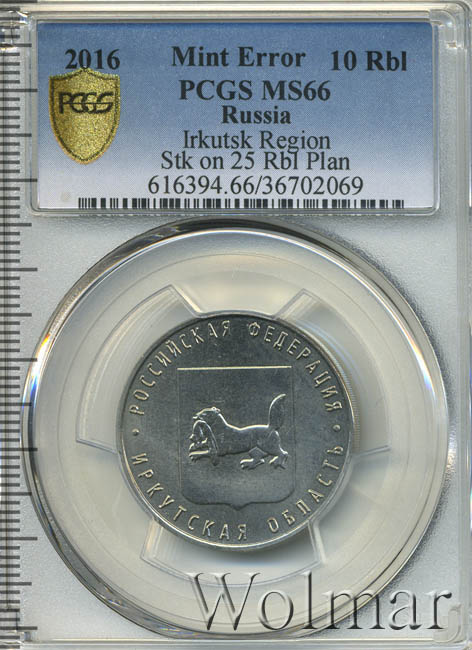 2016 Mint Error 10 Rbl
PCGS PCGS MS66
Russia
Irkutsk Region
Stk on 25 Rbl Plan
616394.66/36702069
• РОССИЙСКАЯ ФЕДЕРАЦИЯ •
ИРКУТСКАЯ ОБЛАСТЬ
Wolmar